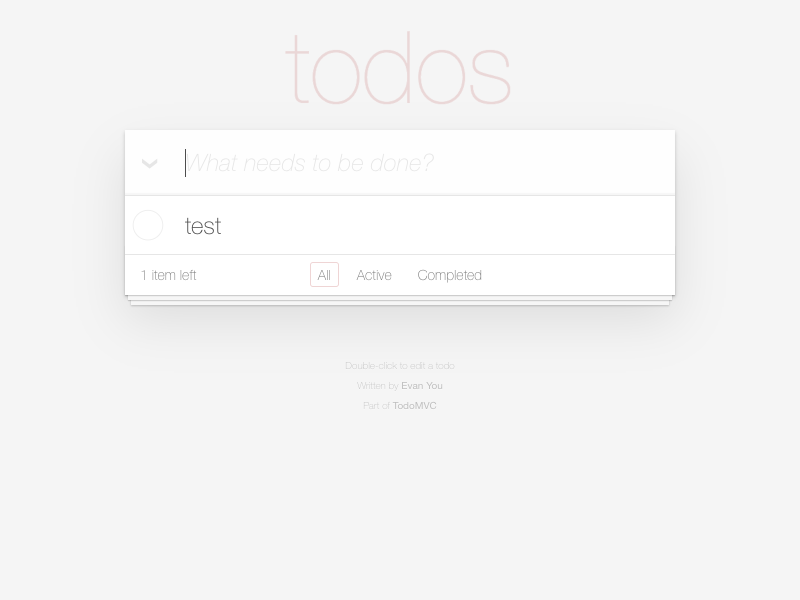 todos
What needs to be done?
test
1 item left All Active Completed
Double-click to edit a todo
Written by Evan You
Part of TodoMVC